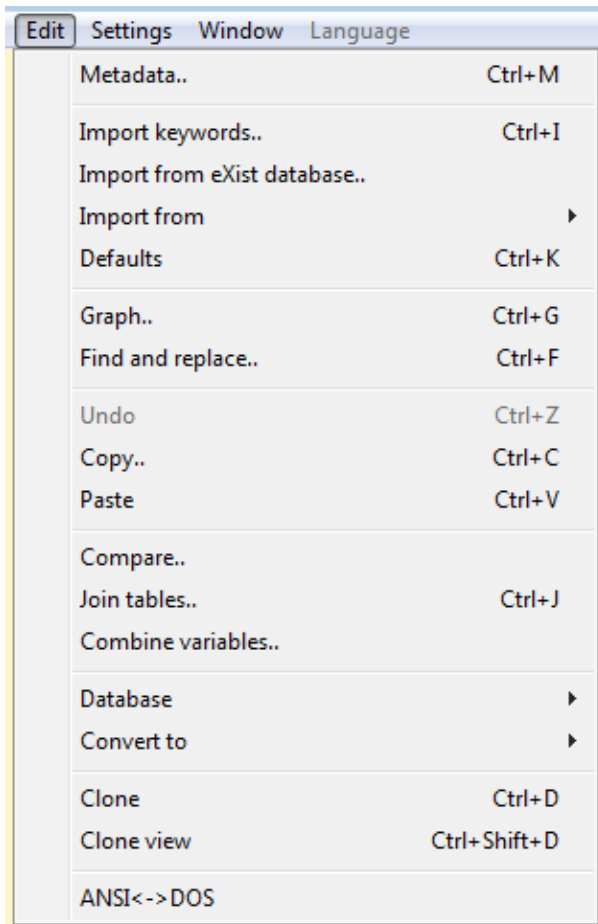 Edit Settings Window Language
Metadata.. Ctrl+M
Import keywords.. Ctrl+I
Import from eXist database..
Import from
Defaults Ctrl+K
Graph.. Ctrl+G
Find and replace.. Ctrl+F
Undo Ctrl+Z
Copy.. Ctrl+C
Paste Ctrl+V
Compare..
Join tables.. Ctrl+J
Combine variables..
Database
Convert to
Clone Ctrl+D
Clone view Ctrl+Shift+D
ANSI<->DOS